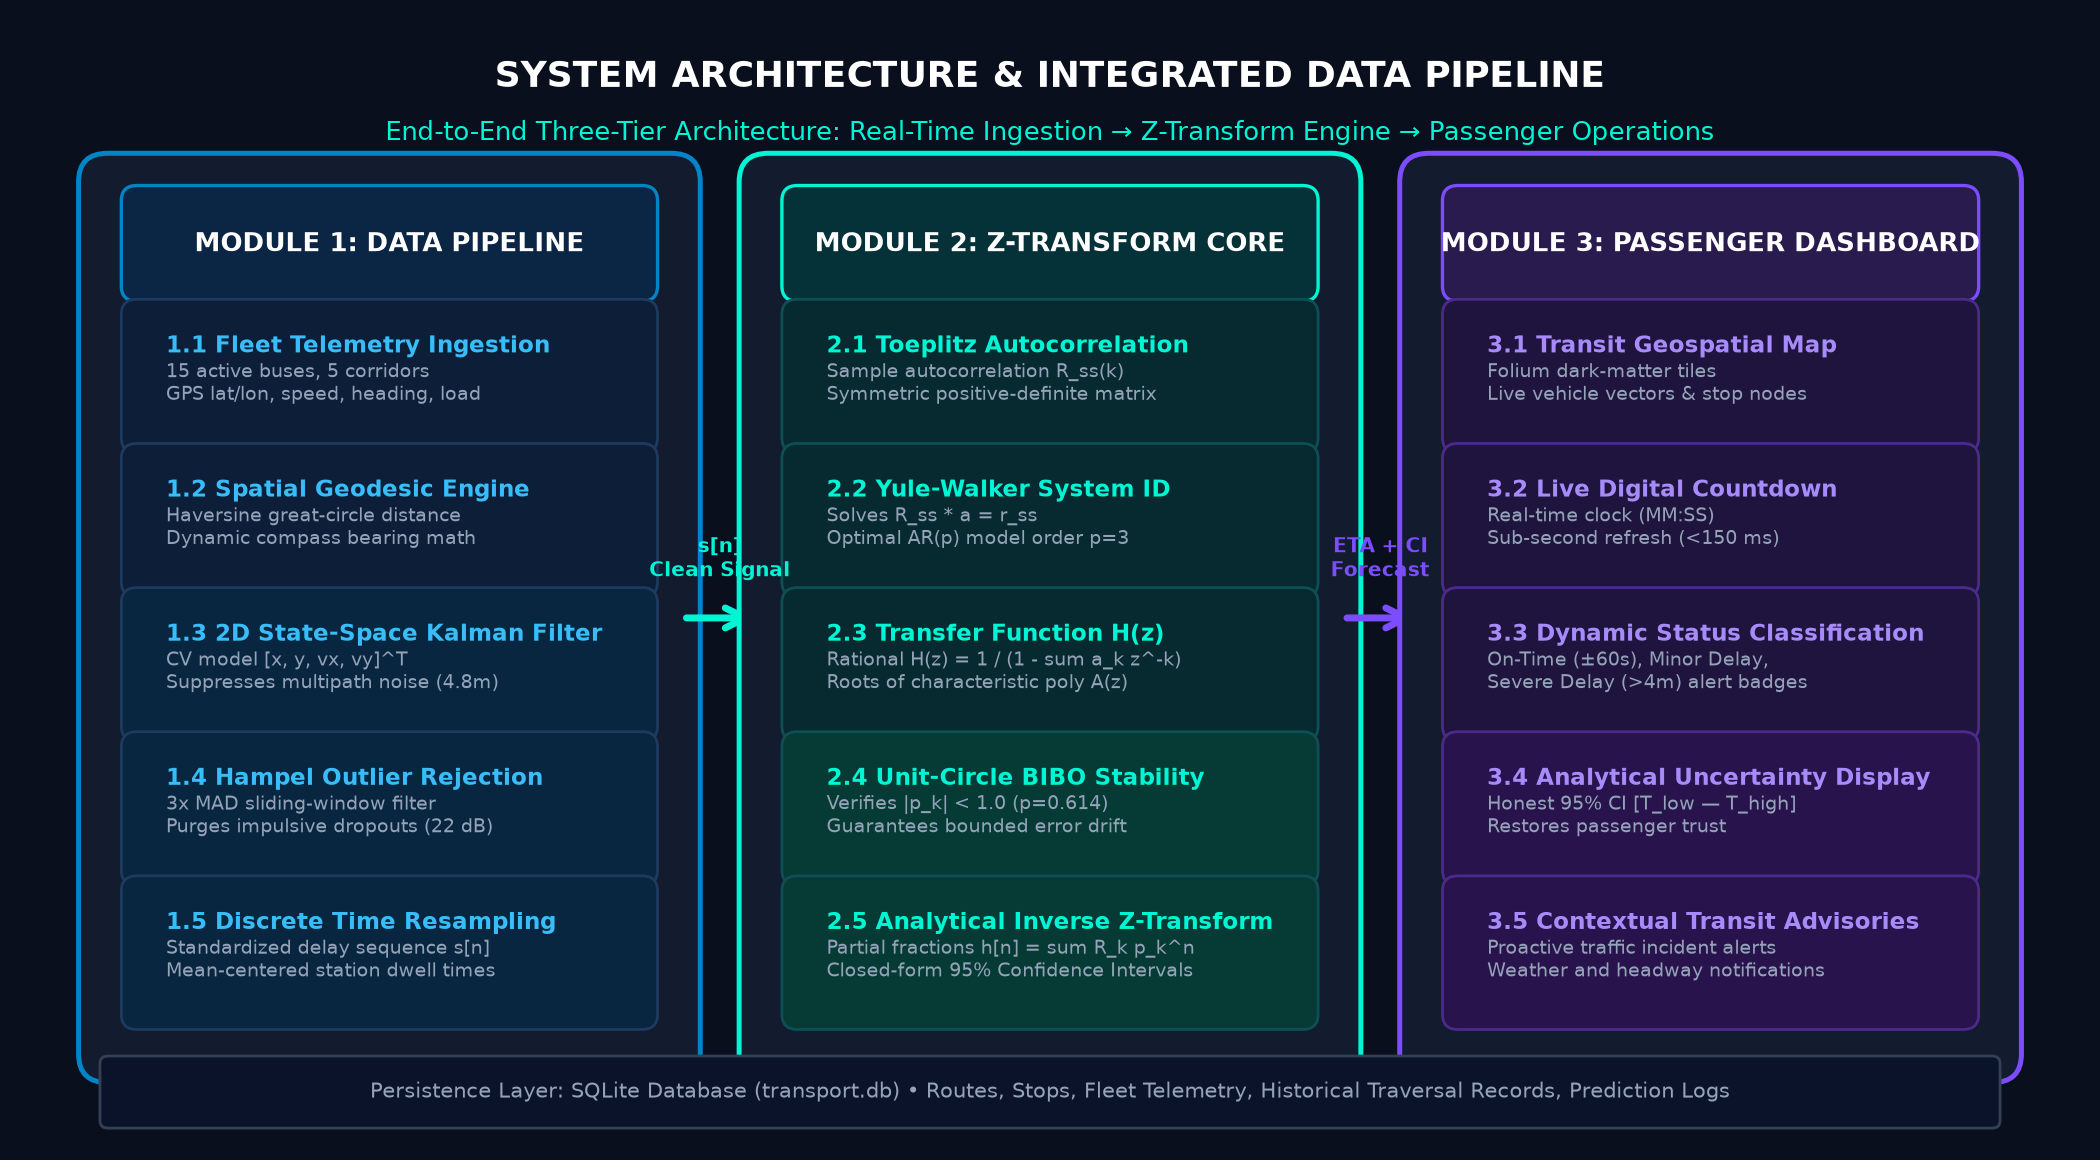 SYSTEM ARCHITECTURE & INTEGRATED DATA PIPELINE
End-to-End Three-Tier Architecture: Real-Time Ingestion → Z-Transform Engine → Passenger Operations
MODULE 1: DATA PIPELINE
1.1 Fleet Telemetry Ingestion
15 active buses, 5 corridors
GPS lat/lon, speed, heading, load
1.2 Spatial Geodesic Engine
Haversine great-circle distance
Dynamic compass bearing math
1.3 2D State-Space Kalman Filter
CV model [x, y, vx, vy]^T
Suppresses multipath noise (4.8m)
1.4 Hampel Outlier Rejection
3x MAD sliding-window filter
Purges impulsive dropouts (22 dB)
1.5 Discrete Time Resampling
Standardized delay sequence s[n]
Mean-centered station dwell times
s[n]
Clean Signal
MODULE 2: Z-TRANSFORM CORE
2.1 Toeplitz Autocorrelation
Sample autocorrelation R_ss(k)
Symmetric positive-definite matrix
2.2 Yule-Walker System ID
Solves R_ss * a = r_ss
Optimal AR(p) model order p=3
2.3 Transfer Function H(z)
Rational H(z) = 1 / (1 - sum a_k z^-k)
Roots of characteristic poly A(z)
2.4 Unit-Circle BIBO Stability
Verifies |p_k| < 1.0 (p=0.614)
Guarantees bounded error drift
2.5 Analytical Inverse Z-Transform
Partial fractions h[n] = sum R_k p_k^n
Closed-form 95% Confidence Intervals
ETA + CI
Forecast
MODULE 3: PASSENGER DASHBOARD
3.1 Transit Geospatial Map
Folium dark-matter tiles
Live vehicle vectors & stop nodes
3.2 Live Digital Countdown
Real-time clock (MM:SS)
Sub-second refresh (<150 ms)
3.3 Dynamic Status Classification
On-Time (±60s), Minor Delay,
Severe Delay (>4m) alert badges
3.4 Analytical Uncertainty Display
Honest 95% CI [T_low — T_high]
Restores passenger trust
3.5 Contextual Transit Advisories
Proactive traffic incident alerts
Weather and headway notifications
Persistence Layer: SQLite Database (transport.db) • Routes, Stops, Fleet Telemetry, Historical Traversal Records, Prediction Logs